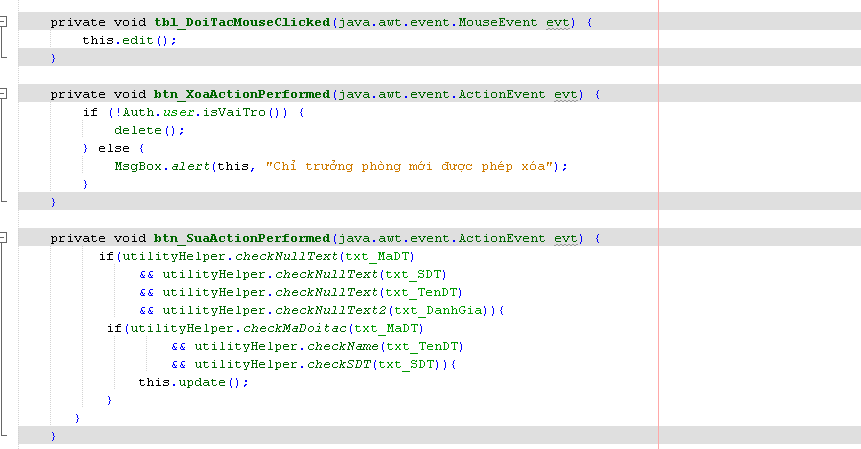 private void tbl_DoiTacMouseClicked(java.awt.event.MouseEvent evt) {
this.edit();
}
private void btn_XoaActionPerformed(java.awt.event.ActionEvent evt) {
if (!Auth.user.isVaiTro()) {
delete();
} else {
MsgBox.alert(this, "Chỉ trưởng phòng mới được phép xóa");
}
}
private void btn_SuaActionPerformed(java.awt.event.ActionEvent evt) {
if(utilityHelper.checkNullText(txt_MaDT)
&& utilityHelper.checkNullText(txt_SDT)
&& utilityHelper.checkNullText(txt_TenDT)
&& utilityHelper.checkNullText2(txt_DanhGia)){
if(utilityHelper.checkMaDoitac(txt_MaDT)
&& utilityHelper.checkName(txt_TenDT)
&& utilityHelper.checkSDT(txt_SDT)){
this.update();
}
}
}